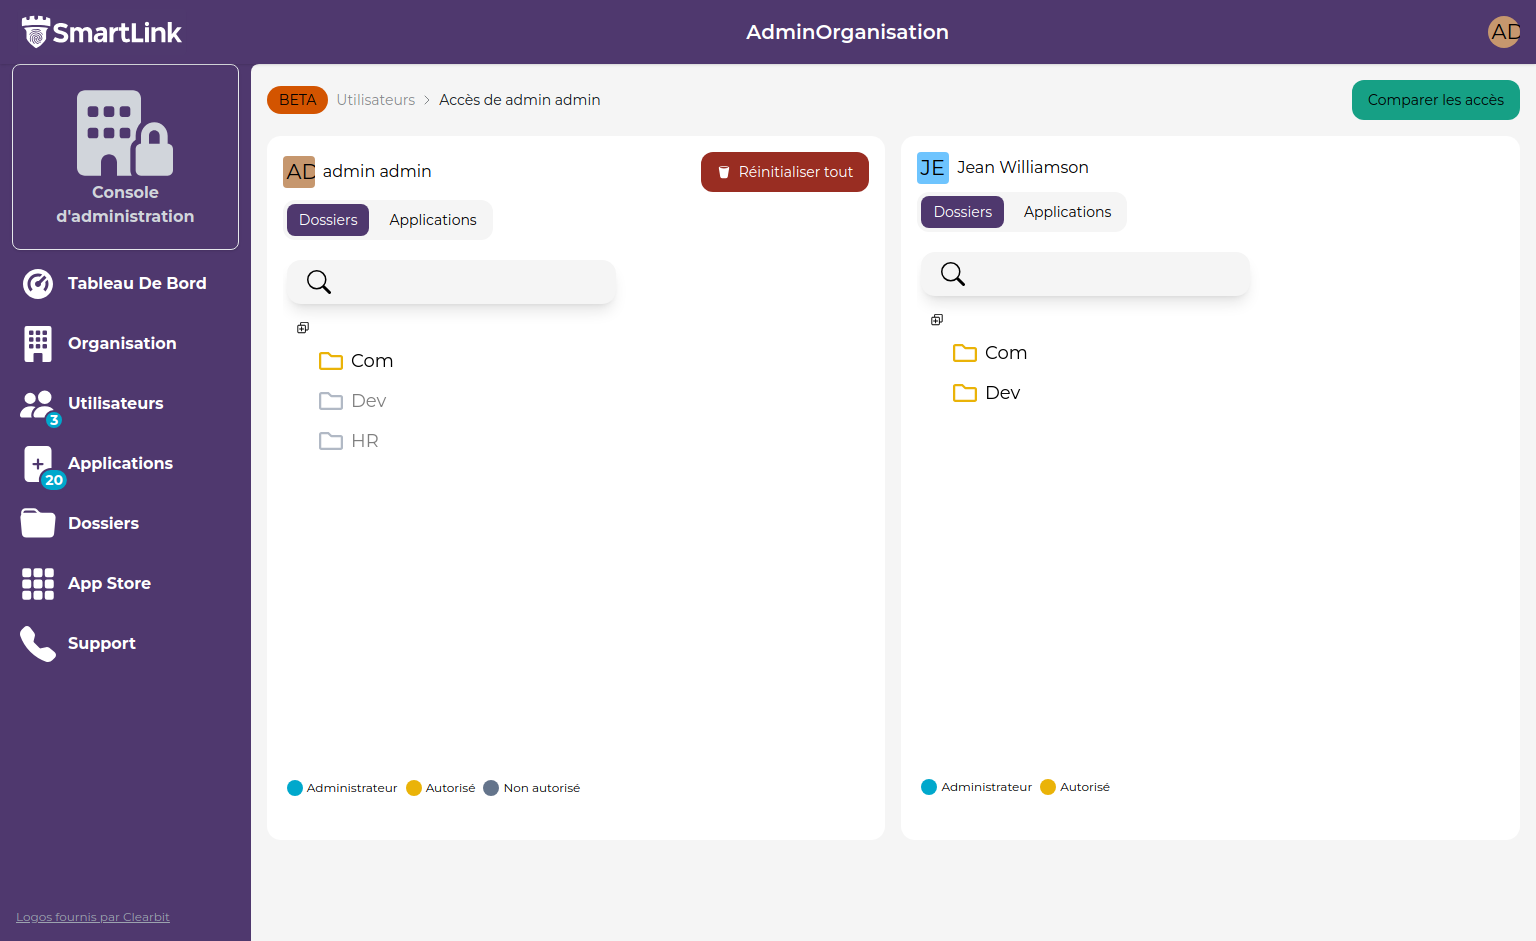 SmartLink
AdminOrganisation
AD
Console
d'administration
Tableau De Bord
Organisation
Utilisateurs
3
Applications
20
Dossiers
App Store
Support
Logos fournis par Clearbit
BETA Utilisateurs > Accès de admin admin
Comparer les accès
AD admin admin
Réinitialiser tout
Dossiers Applications
Com
Dev
HR
Administrateur Autorisé Non autorisé
JE Jean Williamson
Dossiers Applications
Com
Dev
Administrateur Autorisé